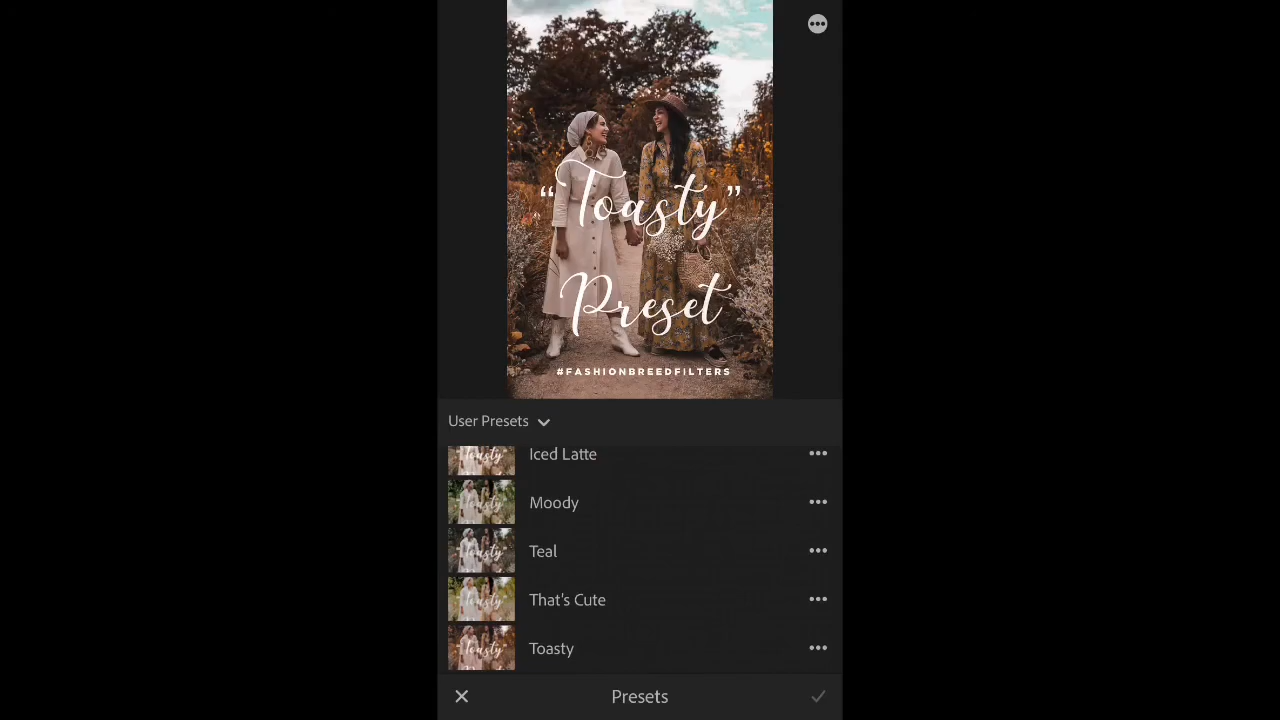 “Toasty”
Preset
#FASHIONBREEDFILTERS
User Presets
Iced Latte
Moody
Teal
That's Cute
Toasty
Presets